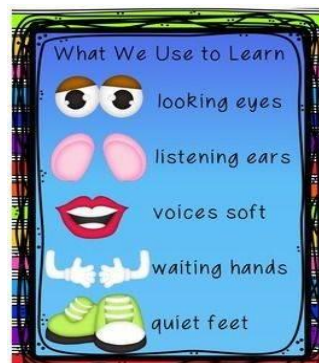 What We Use to Learn
looking eyes
listening ears
voices soft
waiting hands
quiet feet